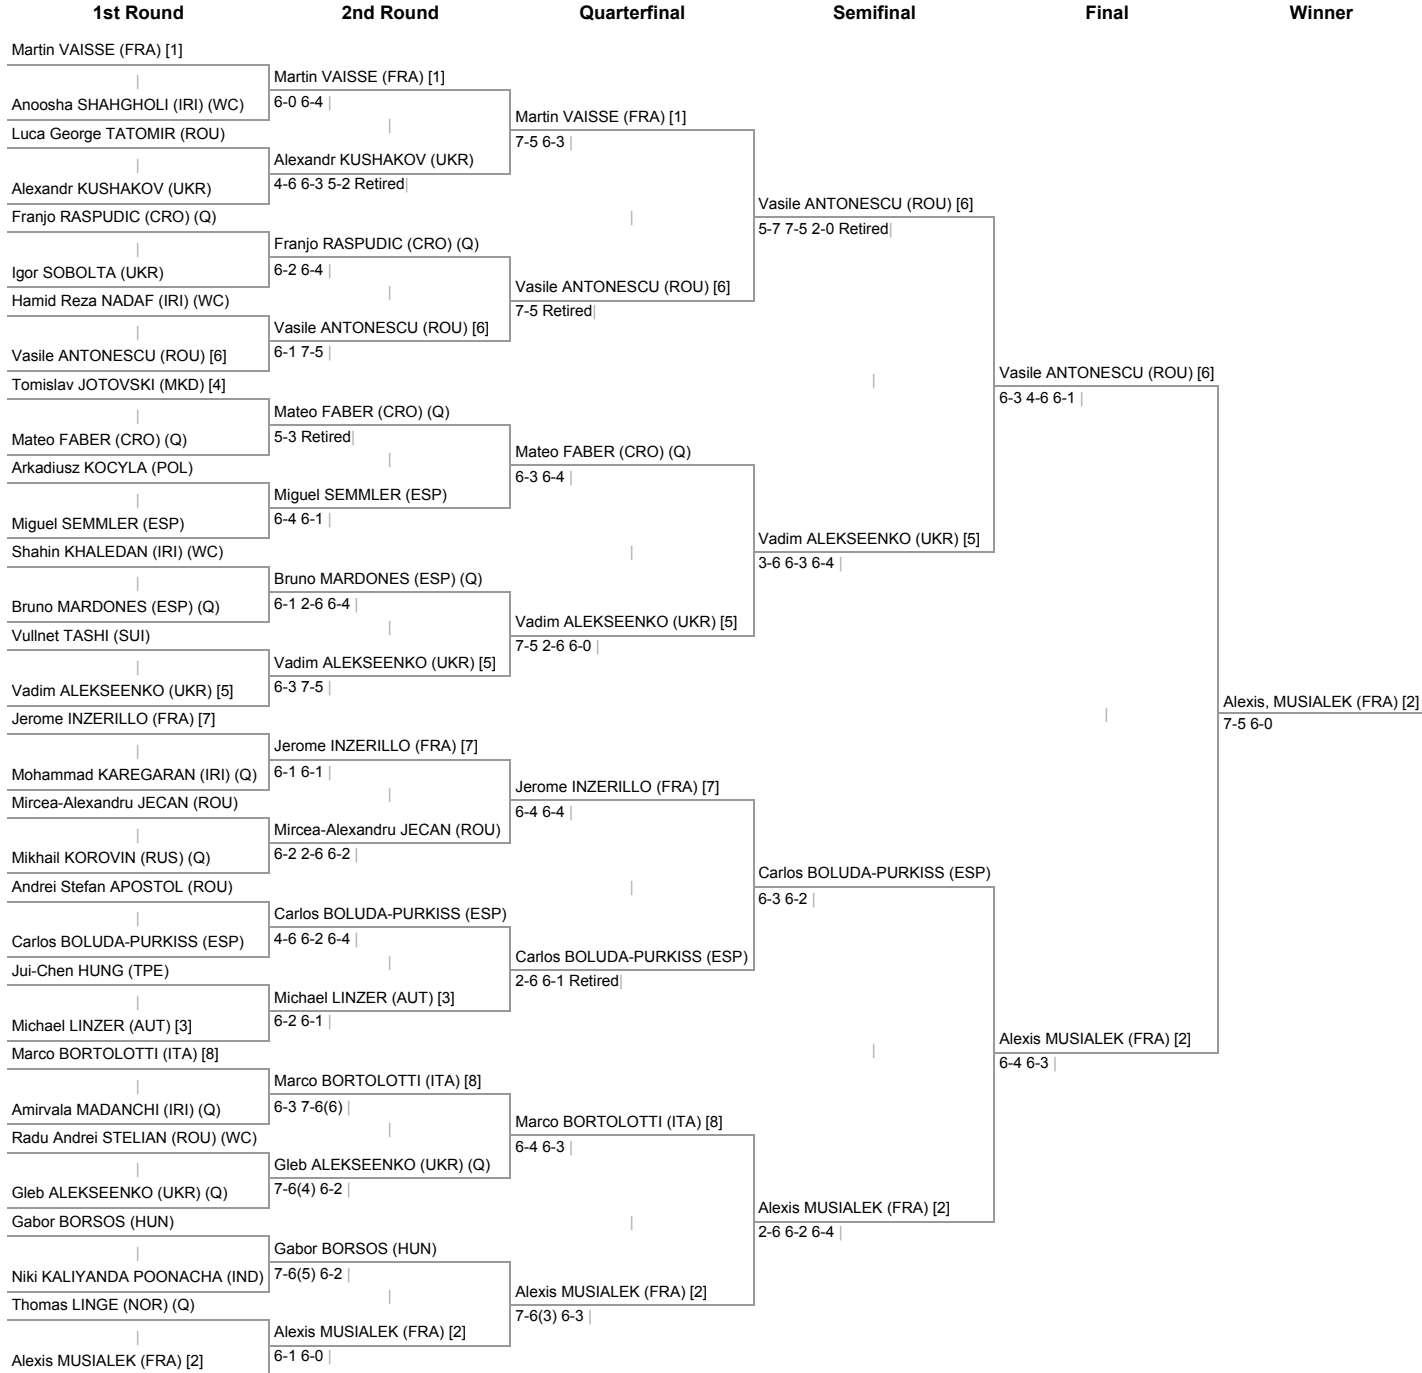 1st Round
2nd Round
Quarterfinal
Semifinal
Final
Winner
Martin VAISSE (FRA) [1]
Anoosha SHAHGHOLI (IRI) (WC)
Luca George TATOMIR (ROU)
Alexandr KUSHAKOV (UKR)
Franjo RASPUDIC (CRO) (Q)
Igor SOBOLTA (UKR)
Hamid Reza NADAF (IRI) (WC)
Vasile ANTONESCU (ROU) [6]
Tomislav JOTOVSKI (MKD) [4]
Mateo FABER (CRO) (Q)
Arkadiusz KOCYLA (POL)
Miguel SEMMLER (ESP)
Shahin KHALEDAN (IRI) (WC)
Bruno MARDONES (ESP) (Q)
Vullnet TASHI (SUI)
Vadim ALEKSEENKO (UKR) [5]
Jerome INZERILLO (FRA) [7]
Mohammad KAREGARAN (IRI) (Q)
Mircea-Alexandru JECAN (ROU)
Mikhail KOROVIN (RUS) (Q)
Andrei Stefan APOSTOL (ROU)
Carlos BOLUDA-PURKISS (ESP)
Jui-Chen HUNG (TPE)
Michael LINZER (AUT) [3]
Marco BORTOLOTTI (ITA) [8]
Amirvala MADANCHI (IRI) (Q)
Radu Andrei STELIAN (ROU) (WC)
Gleb ALEKSEENKO (UKR) (Q)
Gabor BORSOS (HUN)
Niki KALIYANDA POONACHA (IND)
Thomas LINGE (NOR) (Q)
Alexis MUSIALEK (FRA) [2]
Martin VAISSE (FRA) [1]
6-0 6-4
Alexandr KUSHAKOV (UKR)
4-6 6-3 5-2 Retired
Franjo RASPUDIC (CRO) (Q)
6-2 6-4
Vasile ANTONESCU (ROU) [6]
6-1 7-5
Mateo FABER (CRO) (Q)
5-3 Retired
Miguel SEMMLER (ESP)
6-4 6-1
Bruno MARDONES (ESP) (Q)
6-1 2-6 6-4
Vadim ALEKSEENKO (UKR) [5]
6-3 7-5
Jerome INZERILLO (FRA) [7]
6-1 6-1
Mircea-Alexandru JECAN (ROU)
6-2 2-6 6-2
Carlos BOLUDA-PURKISS (ESP)
4-6 6-2 6-4
Michael LINZER (AUT) [3]
6-2 6-1
Marco BORTOLOTTI (ITA) [8]
6-3 7-6(6)
Gleb ALEKSEENKO (UKR) (Q)
7-6(4) 6-2
Gabor BORSOS (HUN)
7-6(5) 6-2
Alexis MUSIALEK (FRA) [2]
6-1 6-0
Martin VAISSE (FRA) [1]
7-5 6-3
Vasile ANTONESCU (ROU) [6]
7-5 Retired
Mateo FABER (CRO) (Q)
6-3 6-4
Vadim ALEKSEENKO (UKR) [5]
7-5 2-6 6-0
Jerome INZERILLO (FRA) [7]
6-4 6-4
Carlos BOLUDA-PURKISS (ESP)
2-6 6-1 Retired
Marco BORTOLOTTI (ITA) [8]
6-4 6-3
Alexis MUSIALEK (FRA) [2]
7-6(3) 6-3
Vasile ANTONESCU (ROU) [6]
5-7 7-5 2-0 Retired
Vadim ALEKSEENKO (UKR) [5]
3-6 6-3 6-4
Carlos BOLUDA-PURKISS (ESP)
6-3 6-2
Alexis MUSIALEK (FRA) [2]
2-6 6-2 6-4
Vasile ANTONESCU (ROU) [6]
6-3 4-6 6-1
Alexis MUSIALEK (FRA) [2]
6-4 6-3
Alexis, MUSIALEK (FRA) [2]
7-5 6-0